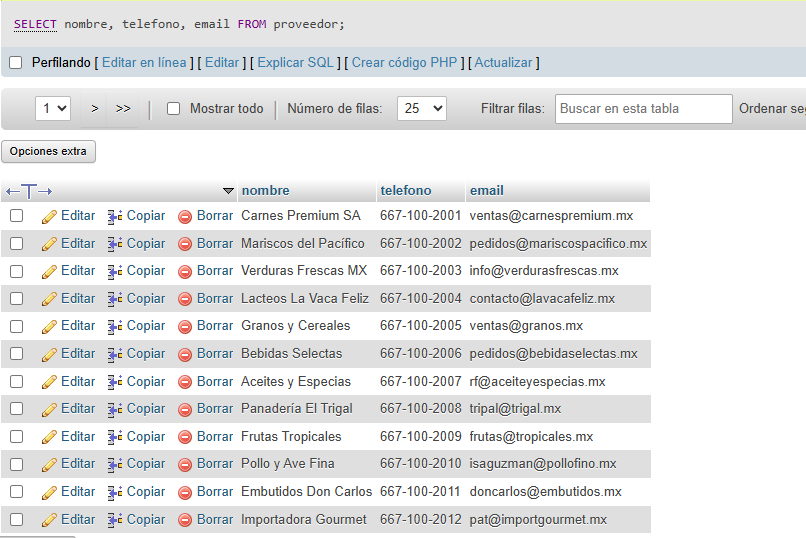 SELECT nombre, telefono, email FROM proveedor;
Perfilando [ Editar en línea ] [ Editar ] [ Explicar SQL ] [ Crear código PHP ] [ Actualizar ]
1 > >> Mostrar todo Número de filas: 25 Filtrar filas: Buscar en esta tabla Ordenar seg
Opciones extra
←T→ nombre telefono email
Editar Copiar Borrar Carnes Premium SA 667-100-2001 ventas@carnespremium.mx
Editar Copiar Borrar Mariscos del Pacífico 667-100-2002 pedidos@mariscospacifico.mx
Editar Copiar Borrar Verduras Frescas MX 667-100-2003 info@verdurasfrescas.mx
Editar Copiar Borrar Lacteos La Vaca Feliz 667-100-2004 contacto@lavacafeliz.mx
Editar Copiar Borrar Granos y Cereales 667-100-2005 ventas@granos.mx
Editar Copiar Borrar Bebidas Selectas 667-100-2006 pedidos@bebidaselectas.mx
Editar Copiar Borrar Aceites y Especias 667-100-2007 rf@aceiteyespecias.mx
Editar Copiar Borrar Panadería El Trigal 667-100-2008 tripal@trigal.mx
Editar Copiar Borrar Frutas Tropicales 667-100-2009 frutas@tropicales.mx
Editar Copiar Borrar Pollo y Ave Fina 667-100-2010 isaguzman@pollofino.mx
Editar Copiar Borrar Embutidos Don Carlos 667-100-2011 doncarlos@embutidos.mx
Editar Copiar Borrar Importadora Gourmet 667-100-2012 pat@importgourmet.mx